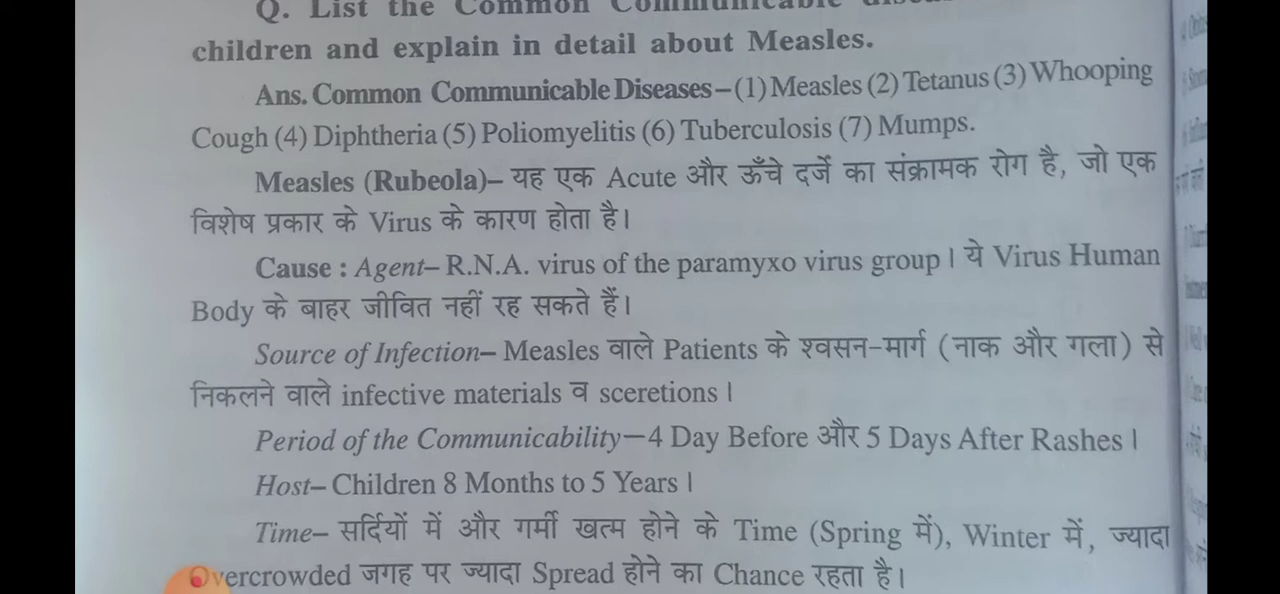 Q. List the Common Communicable
children and explain in detail about Measles.
Ans. Common Communicable Diseases–(1) Measles (2) Tetanus (3) Whooping
Cough (4) Diphtheria (5) Poliomyelitis (6) Tuberculosis (7) Mumps.
Measles (Rubeola)– यह एक Acute और ऊँचे दर्जे का संक्रामक रोग है, जो एक
विशेष प्रकार के Virus के कारण होता है।
Cause : Agent– R.N.A. virus of the paramyxo virus group । ये Virus Human
Body के बाहर जीवित नहीं रह सकते हैं।
Source of Infection– Measles वाले Patients के श्वसन-मार्ग (नाक और गला) से
निकलने वाले infective materials व sceretions ।
Period of the Communicability—4 Day Before और 5 Days After Rashes ।
Host– Children 8 Months to 5 Years ।
Time– सर्दियों में और गर्मी खत्म होने के Time (Spring में), Winter में, ज्यादा
Overcrowded जगह पर ज्यादा Spread होने का Chance रहता है।